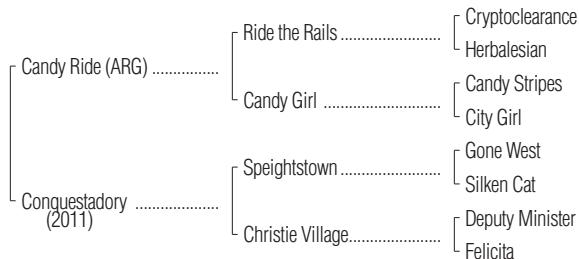 Cryptoclearance
Ride the Rails ....................
Herbalesian
Candy Ride (ARG) .............
Candy Stripes
Candy Girl .......................
City Girl
Gone West
Speightstown ....................
Silken Cat
Conquestadory ................
(2011)
Deputy Minister
Christie Village..................
Felicita